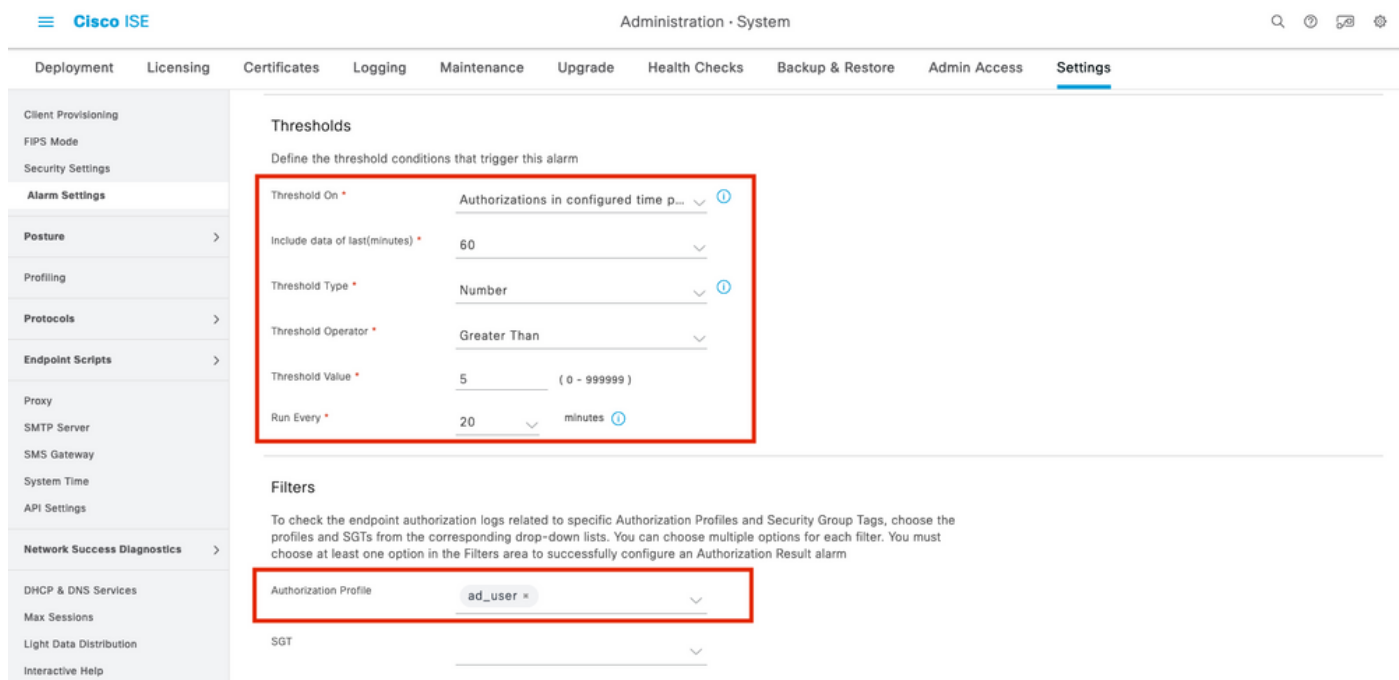 Cisco ISE
Administration · System
Deployment Licensing Certificates Logging Maintenance Upgrade Health Checks Backup & Restore Admin Access Settings
Client Provisioning
FIPS Mode
Security Settings
Alarm Settings
Posture
Profiling
Protocols
Endpoint Scripts
Proxy
SMTP Server
SMS Gateway
System Time
API Settings
Network Success Diagnostics
DHCP & DNS Services
Max Sessions
Light Data Distribution
Interactive Help
Thresholds
Define the threshold conditions that trigger this alarm
Threshold On * Authorizations in configured time p...
Include data of last(minutes) * 60
Threshold Type * Number
Threshold Operator * Greater Than
Threshold Value * 5 ( 0 - 999999 )
Run Every * 20 minutes
Filters
To check the endpoint authorization logs related to specific Authorization Profiles and Security Group Tags, choose the
profiles and SGTs from the corresponding drop-down lists. You can choose multiple options for each filter. You must
choose at least one option in the Filters area to successfully configure an Authorization Result alarm
Authorization Profile ad_user ×
SGT